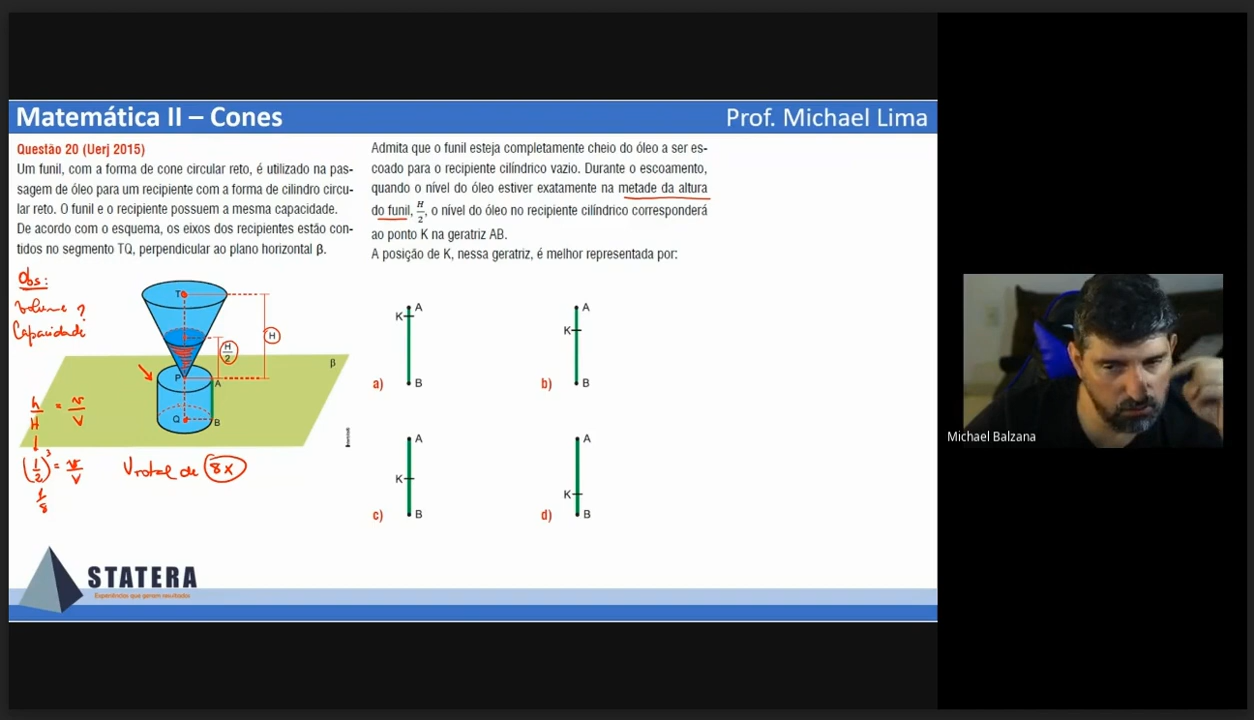 Matemática II – Cones
Prof. Michael Lima
Questão 20 (Uerj 2015)
Um funil, com a forma de cone circular reto, é utilizado na pas-
sagem de óleo para um recipiente com a forma de cilindro circu-
lar reto. O funil e o recipiente possuem a mesma capacidade.
De acordo com o esquema, os eixos dos recipientes estão con-
tidos no segmento TQ, perpendicular ao plano horizontal β.
Obs:
Volume
Capacidade
T
H
H/2
β
P
A
Q
B
h/H = v/V
(1/2)³ = v/V
1/8
V total de 8x
Admita que o funil esteja completamente cheio do óleo a ser es-
coado para o recipiente cilíndrico vazio. Durante o escoamento,
quando o nível do óleo estiver exatamente na metade da altura
do funil, H/2, o nível do óleo no recipiente cilíndrico corresponderá
ao ponto K na geratriz AB.
A posição de K, nessa geratriz, é melhor representada por:
A
K
a) B
A
K
b) B
A
K
c) B
A
K
d) B
STATERA
Experiências que geram resultados
Michael Balzana